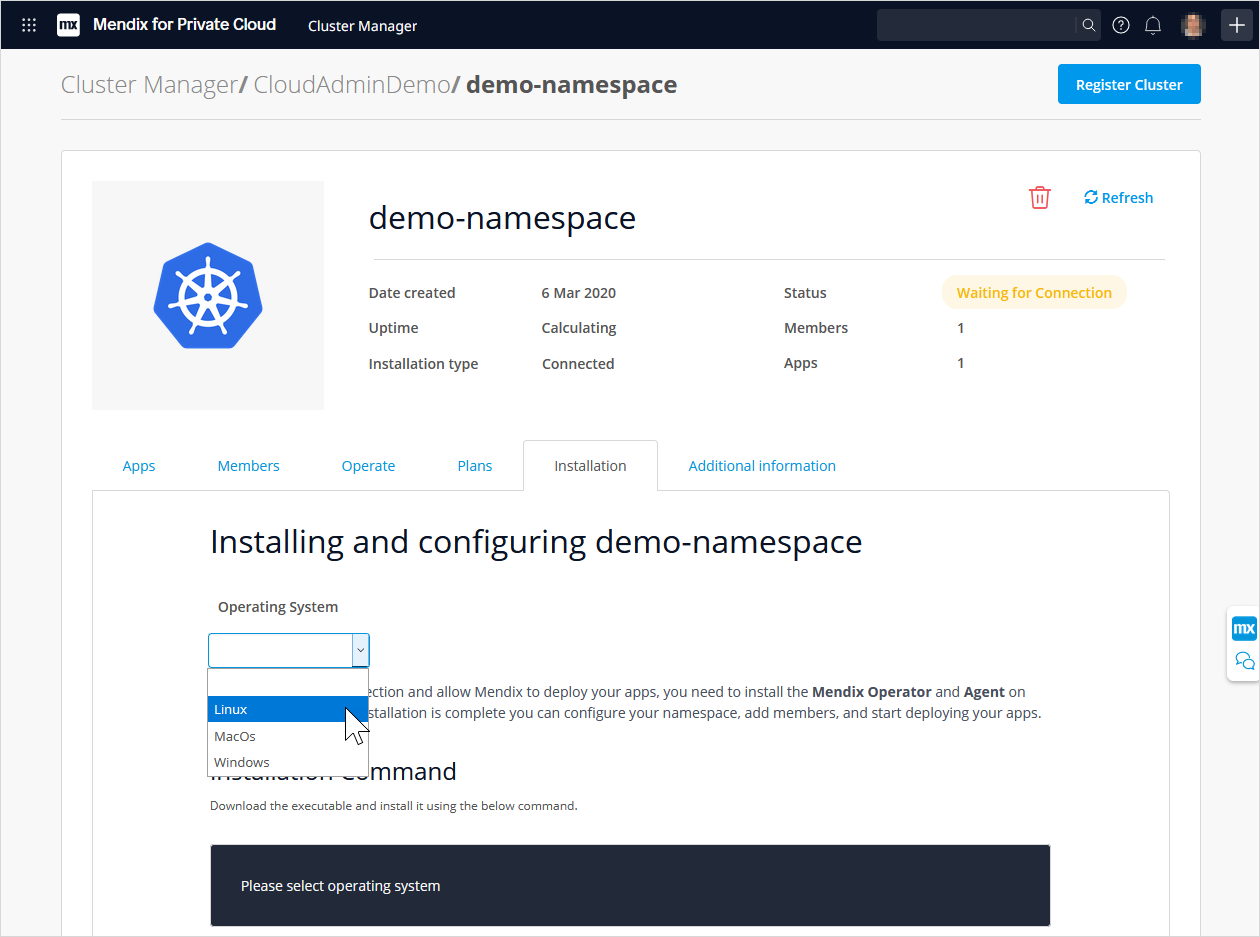 mx Mendix for Private Cloud Cluster Manager
Cluster Manager/ CloudAdminDemo/ demo-namespace
Register Cluster
demo-namespace
Refresh
Date created 6 Mar 2020 Status Waiting for Connection
Uptime Calculating Members 1
Installation type Connected Apps 1
Apps Members Operate Plans Installation Additional information
Installing and configuring demo-namespace
Operating System
and allow Mendix to deploy your apps, you need to install the Mendix Operator and Agent on
Linux
is complete you can configure your namespace, add members, and start deploying your apps.
MacOs
Windows
Installation Command
Download the executable and install it using the below command.
Please select operating system
mx